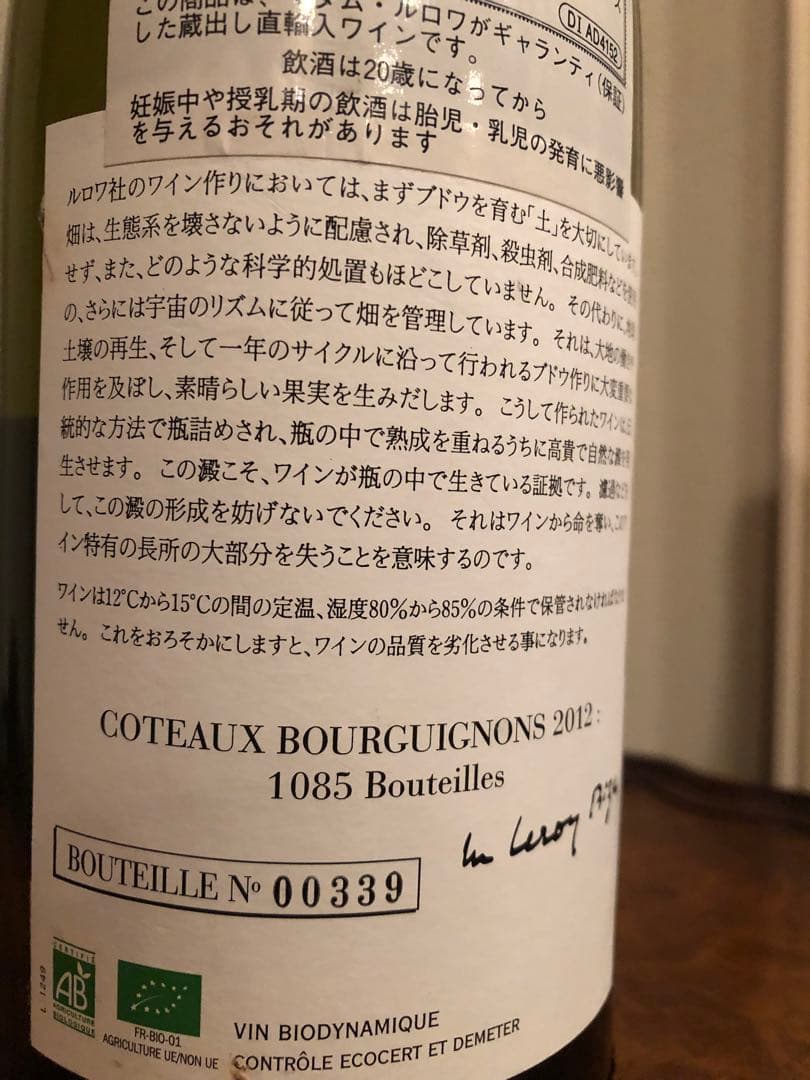 この商品は、マダム・ルロワがギャランティ(保証)
した蔵出し直輸入ワインです。
DI AD4152
飲酒は20歳になってから
妊娠中や授乳期の飲酒は胎児・乳児の発育に悪影響
を与えるおそれがあります
ルロワ社のワイン作りにおいては、まずブドウを育む「土」を大切にしています。
畑は、生態系を壊さないように配慮され、除草剤、殺虫剤、合成肥料などを
せず、また、どのような科学的処置もほどこしていません。その代わりに、
の、さらには宇宙のリズムに従って畑を管理しています。それは、大地の
土壌の再生、そして一年のサイクルに沿って行われるブドウ作りに大変重要な
作用を及ぼし、素晴らしい果実を生みだします。こうして作られたワインは、
統的な方法で瓶詰めされ、瓶の中で熟成を重ねるうちに高貴で自然な
生させます。この澱こそ、ワインが瓶の中で生きている証拠です。濾過など
して、この澱の形成を妨げないでください。それはワインから命を奪い、
イン特有の長所の大部分を失うことを意味するのです。
ワインは12℃から15℃の間の定温、湿度80%から85%の条件で保管されなければなりま
せん。これをおろそかにしますと、ワインの品質を劣化させる事になります。
COTEAUX BOURGUIGNONS 2012 :
1085 Bouteilles
Leroy
BOUTEILLE Nº 00339
L 1249
CERTIFIÉ
AB
AGRICULTURE
BIOLOGIQUE
FR-BIO-01
AGRICULTURE UE/NON UE
VIN BIODYNAMIQUE
CONTRÔLE ECOCERT ET DEMETER